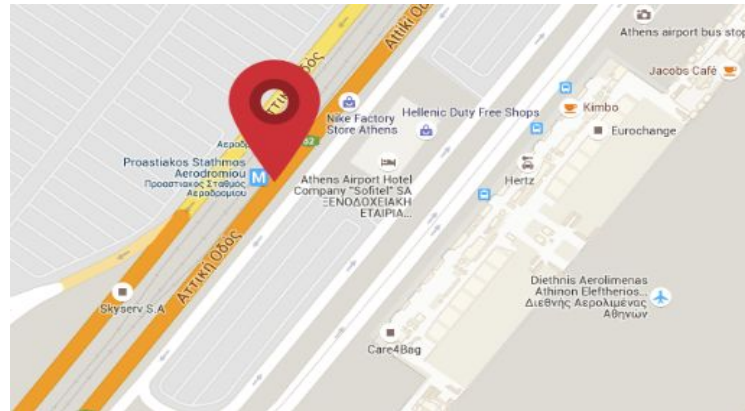 Athens airport bus stop
Jacobs Café
Kimbo
Eurochange
Hertz
Αττική Οδός
Nike Factory
Store Athens
Hellenic Duty Free Shops
62
Proastiakos Stathmos
Aerodromiou
Προαστιακος Σταθμός
Αεροδρομίου
M
Athens Airport Hotel
Company "Sofitel" SA
ΞΕΝΟΔΟΧΕΙΑΚΗ
ΕΤΑΙΡΙΑ...
Αττική Οδός
Skyserv S.A
Diethnis Aerolimenas
Athinon Eleftherios...
Διεθνής Αερολιμένας
Αθηνών
Care4Bag